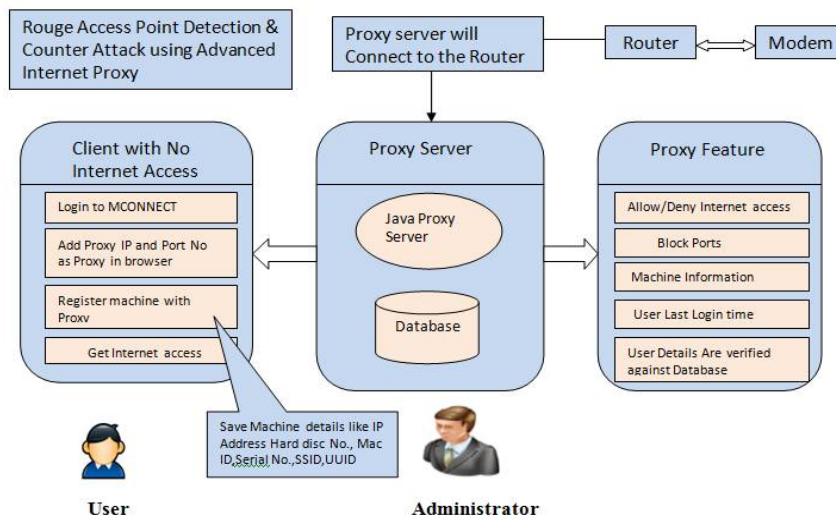 Rouge Access Point Detection &
Counter Attack using Advanced
Internet Proxy
Proxy server will
Connect to the Router
Router
Modem
Client with No
Internet Access
Login to MCONNECT
Add Proxy IP and Port No
as Proxy in browser
Register machine with
Proxy
Get Internet access
Proxy Server
Java Proxy
Server
Database
Proxy Feature
Allow/Deny Internet access
Block Ports
Machine Information
User Last Login time
User Details Are verified
against Database
Save Machine details like IP
Address Hard disc No., Mac
ID,Serial No.,SSID,UUID
User
Administrator